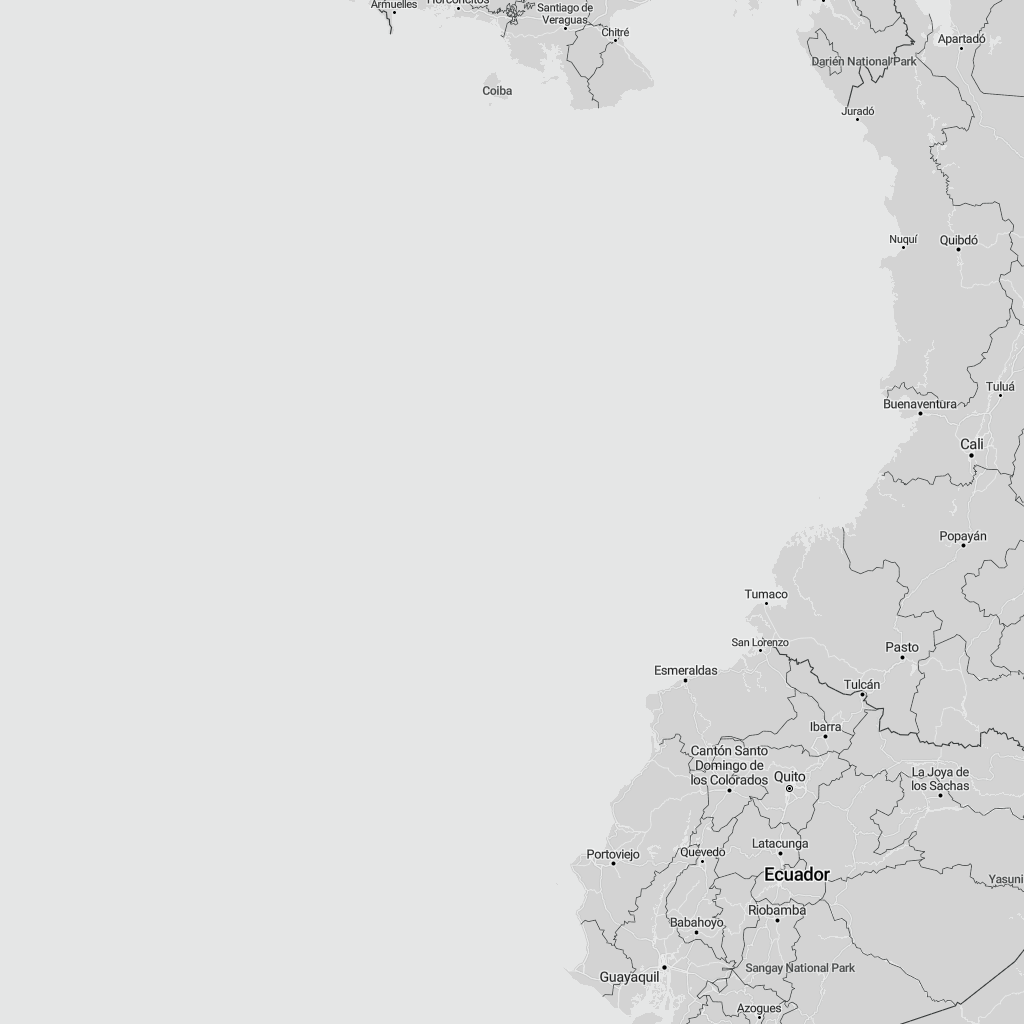 Armuelles
Horconcitos
Santiago de
Veraguas
Chitré
Apartadó
Darién National Park
Coiba
Juradó
Nuquí
Quibdó
Tuluá
Buenaventura
Cali
Popayán
Tumaco
San Lorenzo
Pasto
Esmeraldas
Tulcán
Ibarra
Cantón Santo
Domingo de
los Colorados
Quito
La Joya de
los Sachas
Latacunga
Quevedo
Portoviejo
Ecuador
Yasuni
Riobamba
Babahoyo
Sangay National Park
Guayaquil
Azogues